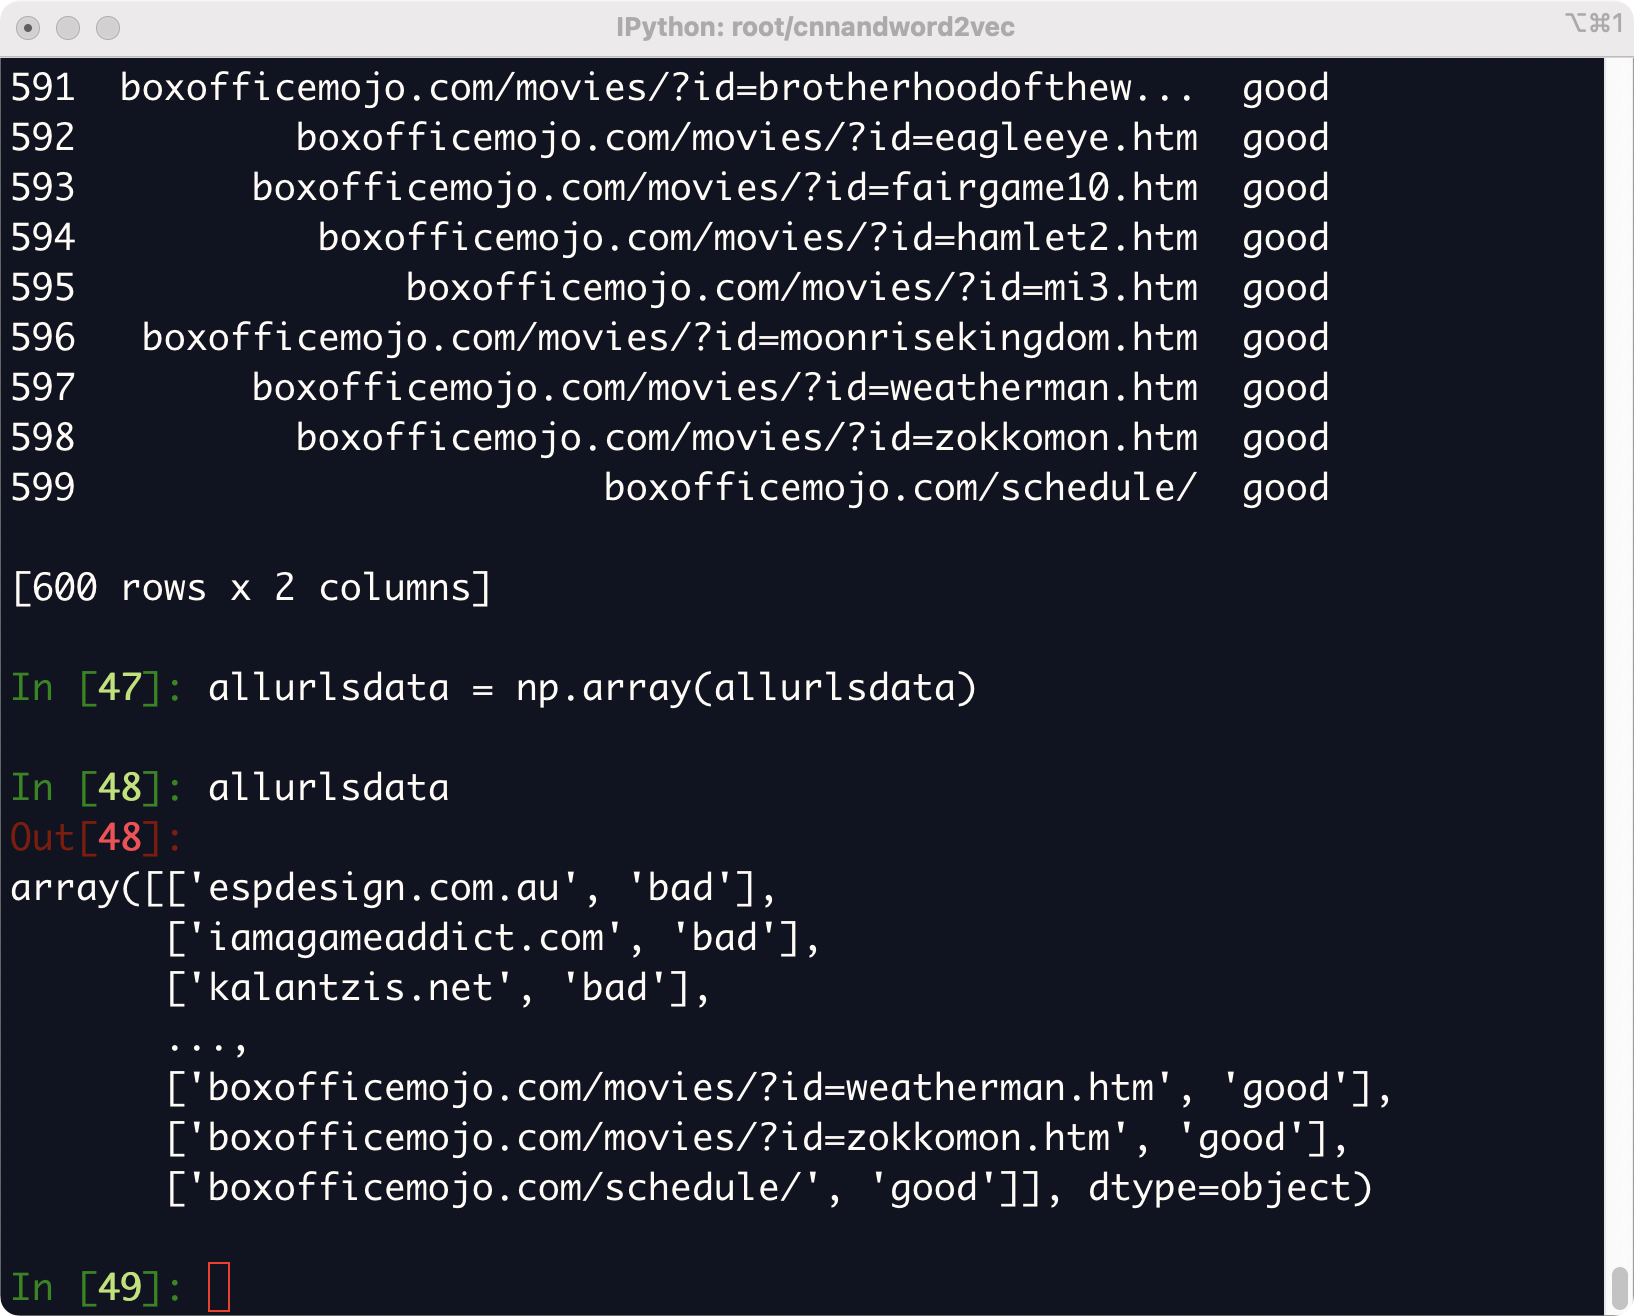 IPython: root/cnnandword2vec ⌥⌘1
591 boxofficemojo.com/movies/?id=brotherhoodofthew... good
592 boxofficemojo.com/movies/?id=eagleeye.htm good
593 boxofficemojo.com/movies/?id=fairgame10.htm good
594 boxofficemojo.com/movies/?id=hamlet2.htm good
595 boxofficemojo.com/movies/?id=mi3.htm good
596 boxofficemojo.com/movies/?id=moonrisekingdom.htm good
597 boxofficemojo.com/movies/?id=weatherman.htm good
598 boxofficemojo.com/movies/?id=zokkomon.htm good
599 boxofficemojo.com/schedule/ good
[600 rows x 2 columns]
In [47]: allurlsdata = np.array(allurlsdata)
In [48]: allurlsdata
Out[48]:
array([['espdesign.com.au', 'bad'],
['iamagameaddict.com', 'bad'],
['kalantzis.net', 'bad'],
...,
['boxofficemojo.com/movies/?id=weatherman.htm', 'good'],
['boxofficemojo.com/movies/?id=zokkomon.htm', 'good'],
['boxofficemojo.com/schedule/', 'good']], dtype=object)
In [49]: